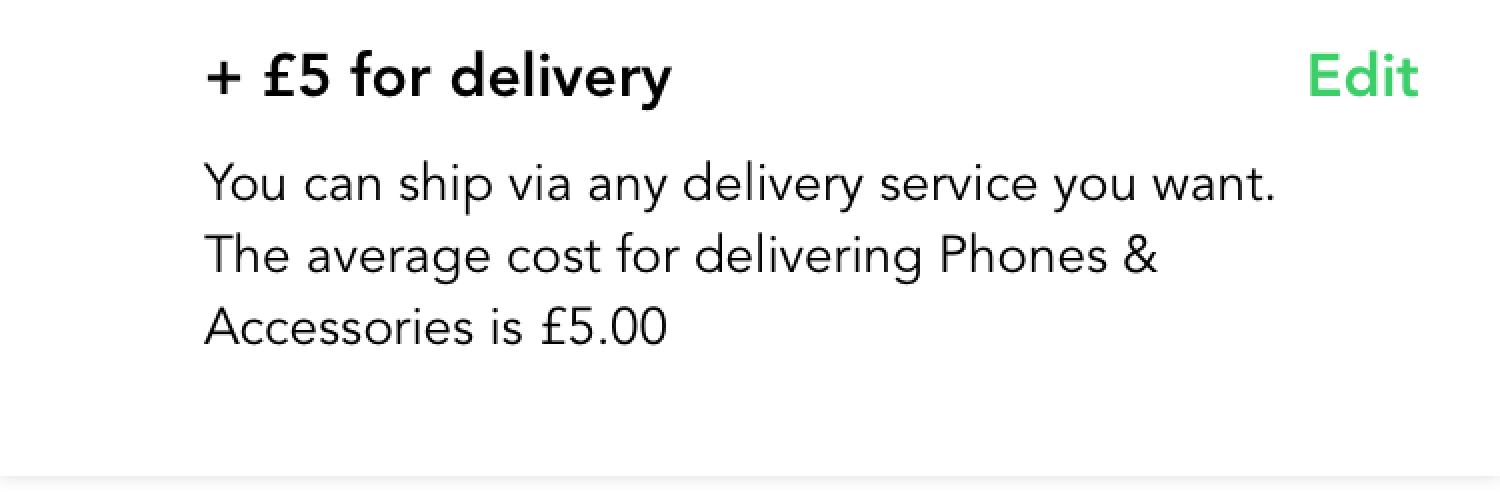 + £5 for delivery
Edit
You can ship via any delivery service you want.
The average cost for delivering Phones &
Accessories is £5.00